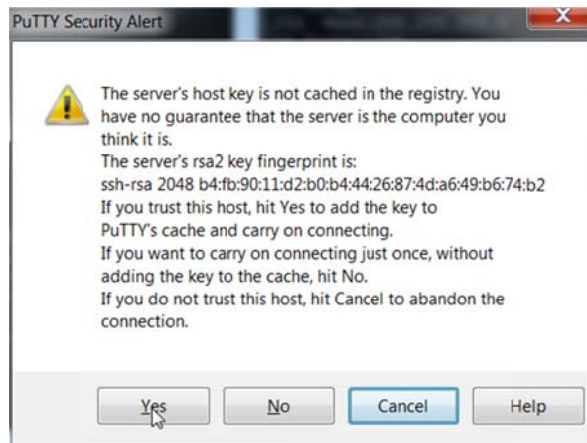 PuTTY Security Alert
The server's host key is not cached in the registry. You
have no guarantee that the server is the computer you
think it is.
The server's rsa2 key fingerprint is:
ssh-rsa 2048 b4:fb:90:11:d2:b0:b4:44:26:87:4d:a6:49:b6:74:b2
If you trust this host, hit Yes to add the key to
PuTTY's cache and carry on connecting.
If you want to carry on connecting just once, without
adding the key to the cache, hit No.
If you do not trust this host, hit Cancel to abandon the
connection.
Yes No Cancel Help